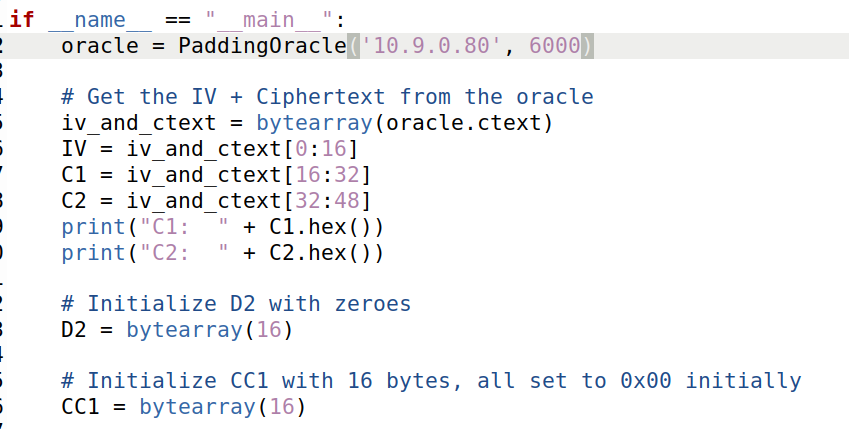 if __name__ == "__main__":
    oracle = PaddingOracle('10.9.0.80', 6000)
    # Get the IV + Ciphertext from the oracle
    iv_and_ctext = bytearray(oracle.ctext)
    IV = iv_and_ctext[0:16]
    C1 = iv_and_ctext[16:32]
    C2 = iv_and_ctext[32:48]
    print("C1:  " + C1.hex())
    print("C2:  " + C2.hex())
    # Initialize D2 with zeroes
    D2 = bytearray(16)
    # Initialize CC1 with 16 bytes, all set to 0x00 initially
    CC1 = bytearray(16)